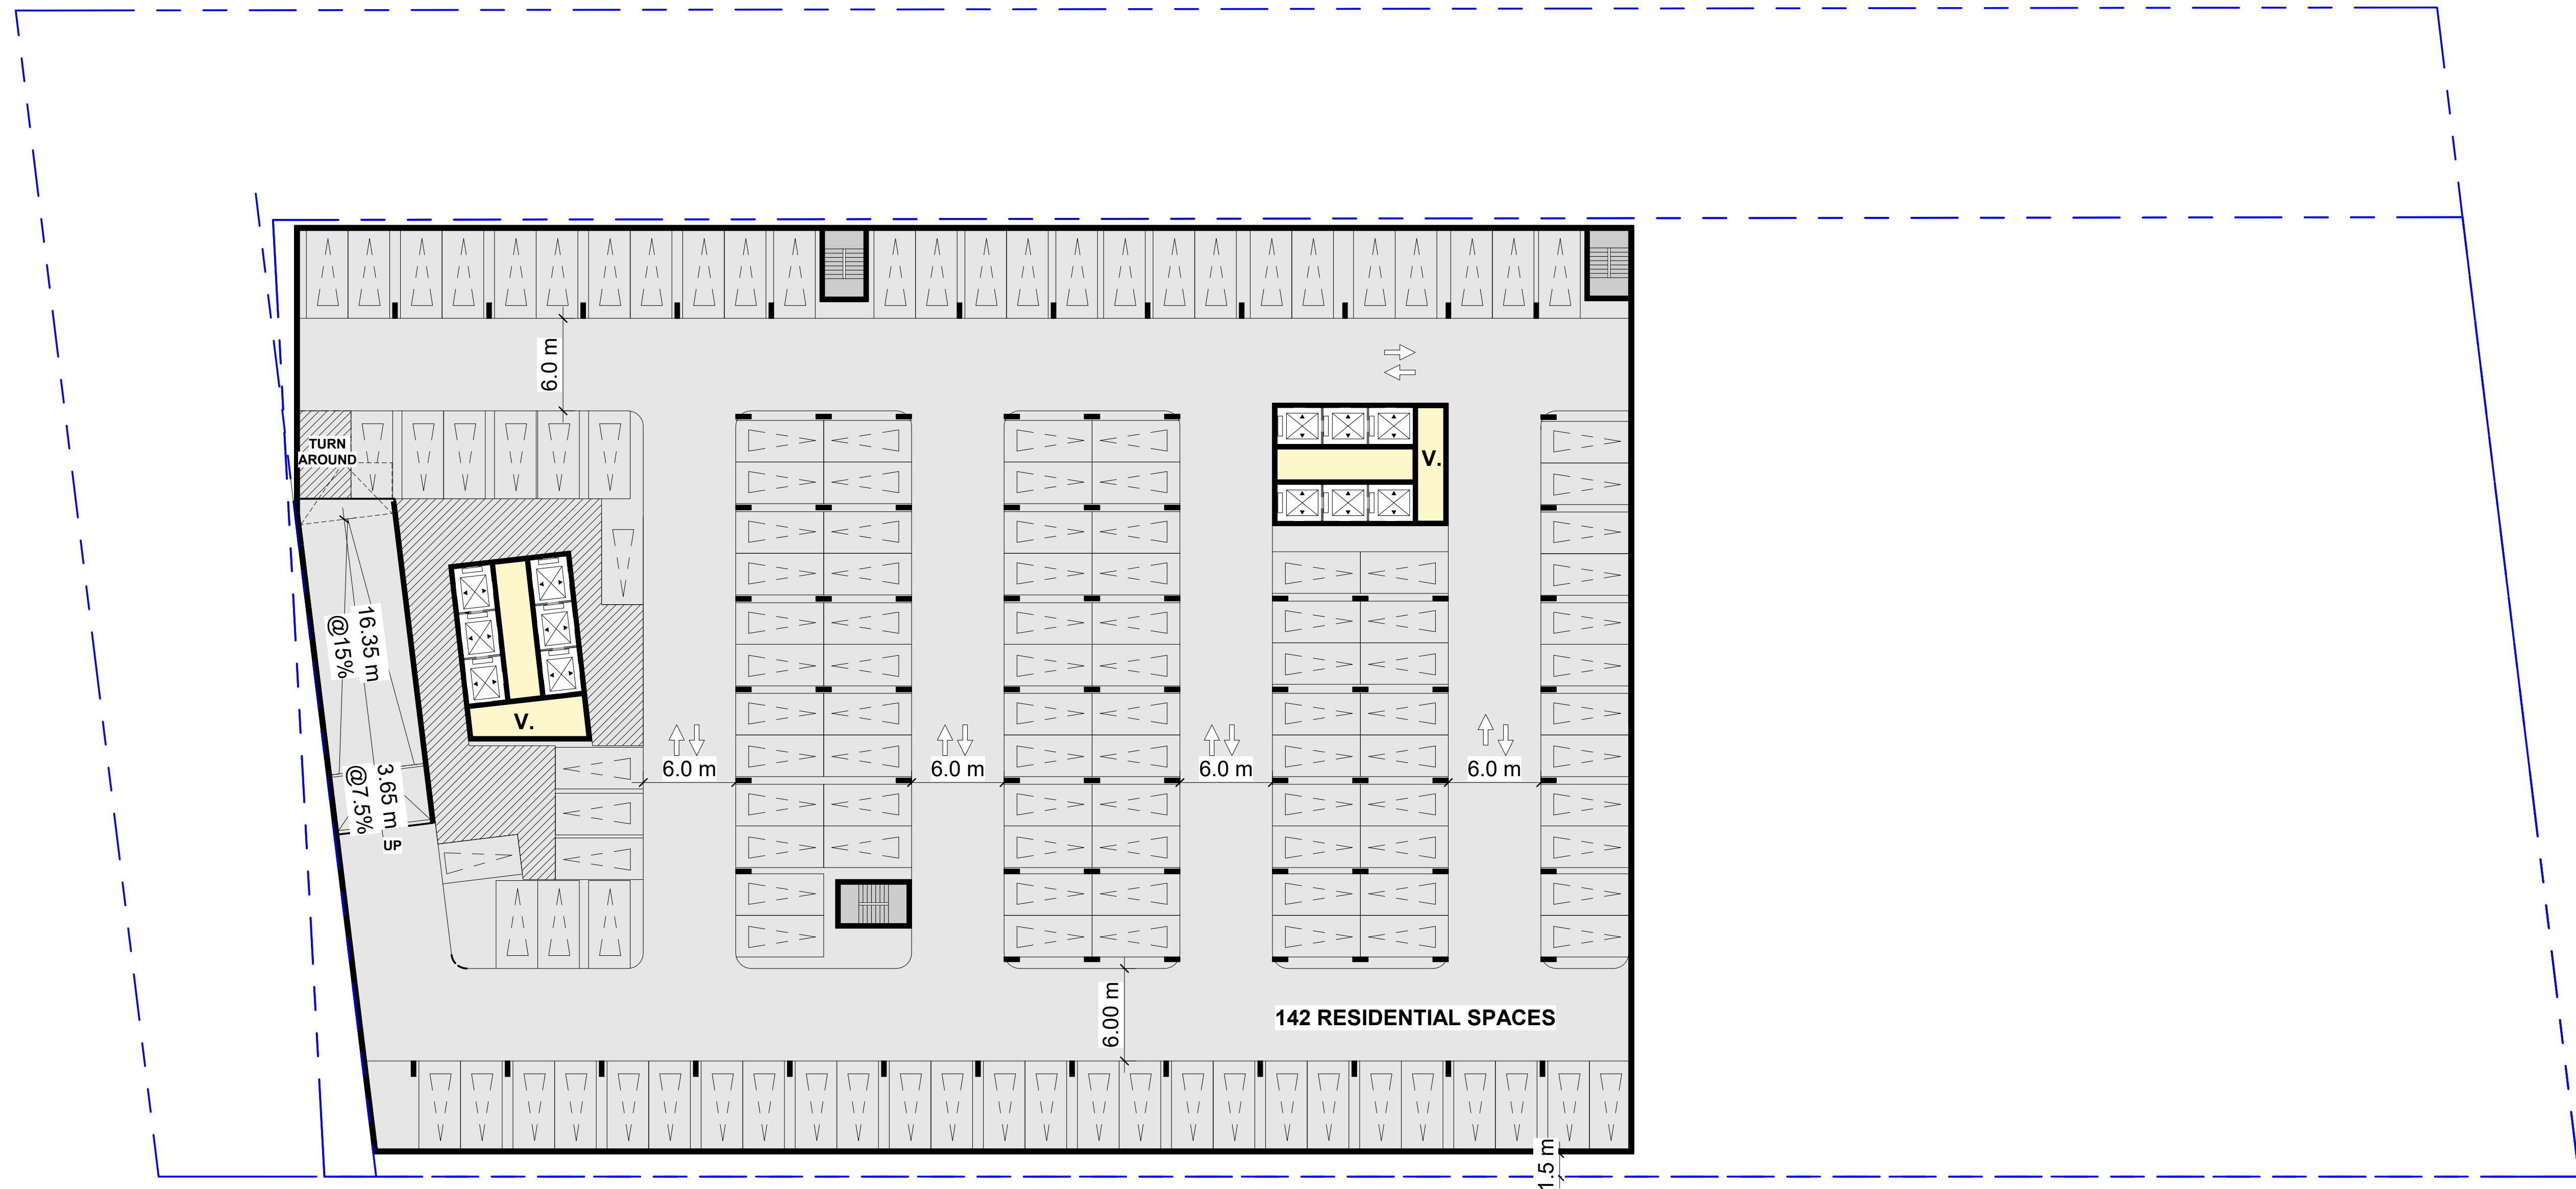 6.0 m
TURN
AROUND
V.
16.35 m
@15%
V.
3.65 m
@7.5%
UP
6.0 m
6.0 m
6.0 m
6.0 m
6.00 m
142 RESIDENTIAL SPACES
1.5 m